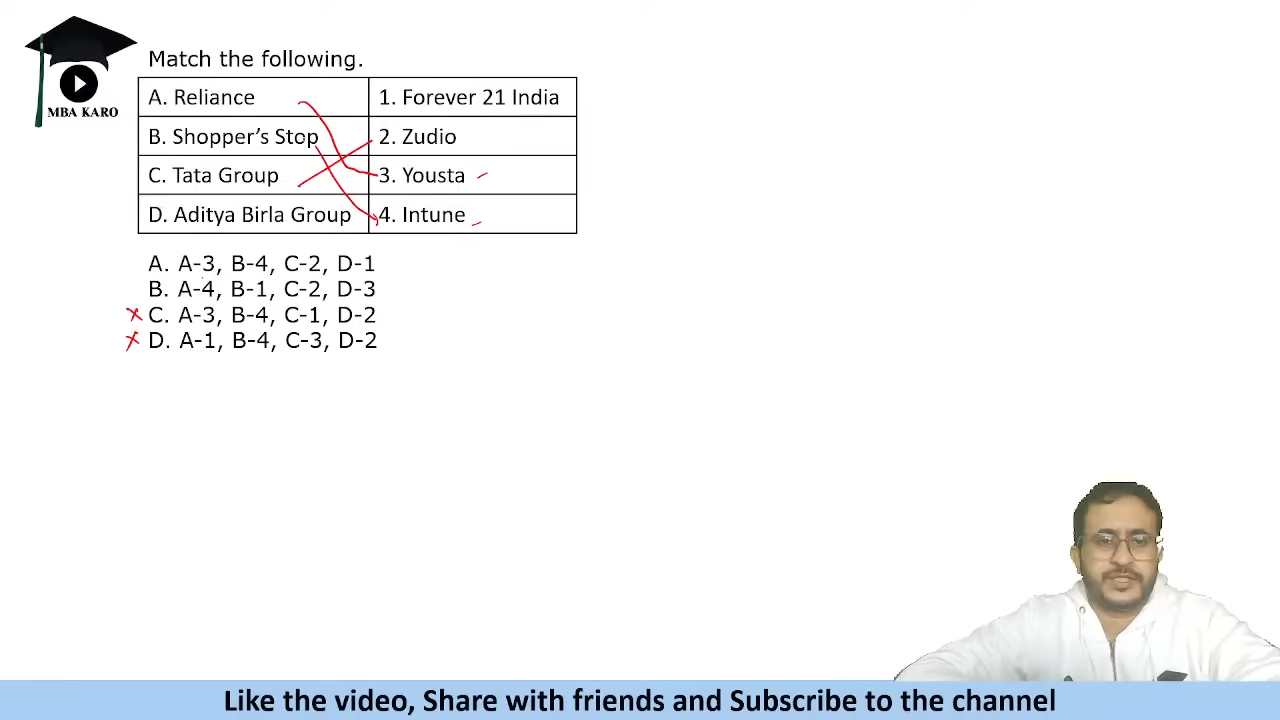 MBA KARO
Match the following.
A. Reliance 1. Forever 21 India
B. Shopper’s Stop 2. Zudio
C. Tata Group 3. Yousta
D. Aditya Birla Group 4. Intune
A. A-3, B-4, C-2, D-1
B. A-4, B-1, C-2, D-3
C. A-3, B-4, C-1, D-2
D. A-1, B-4, C-3, D-2
Like the video, Share with friends and Subscribe to the channel